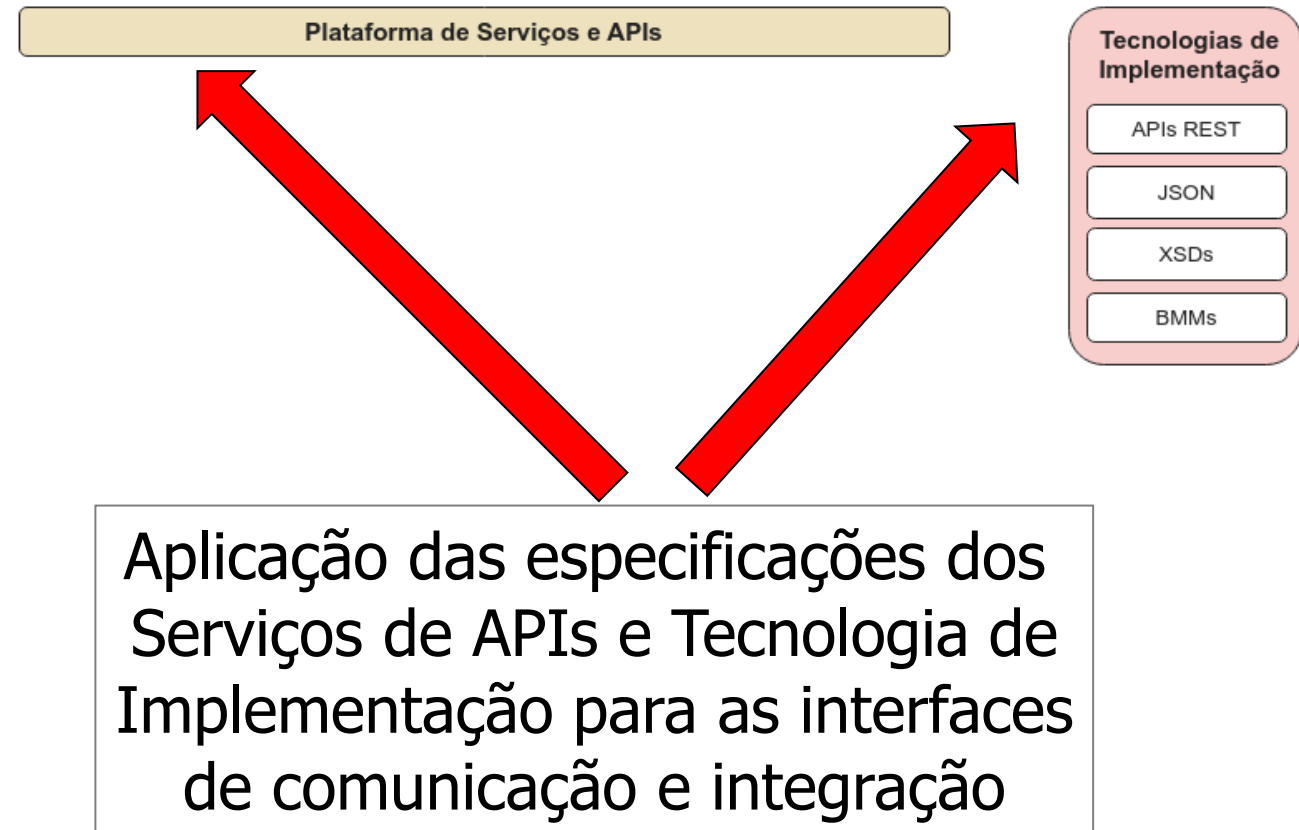 Plataforma de Serviços e APIs
Tecnologias de
Implementação
APIs REST
JSON
XSDs
BMMs
Aplicação das especificações dos
Serviços de APIs e Tecnologia de
Implementação para as interfaces
de comunicação e integração